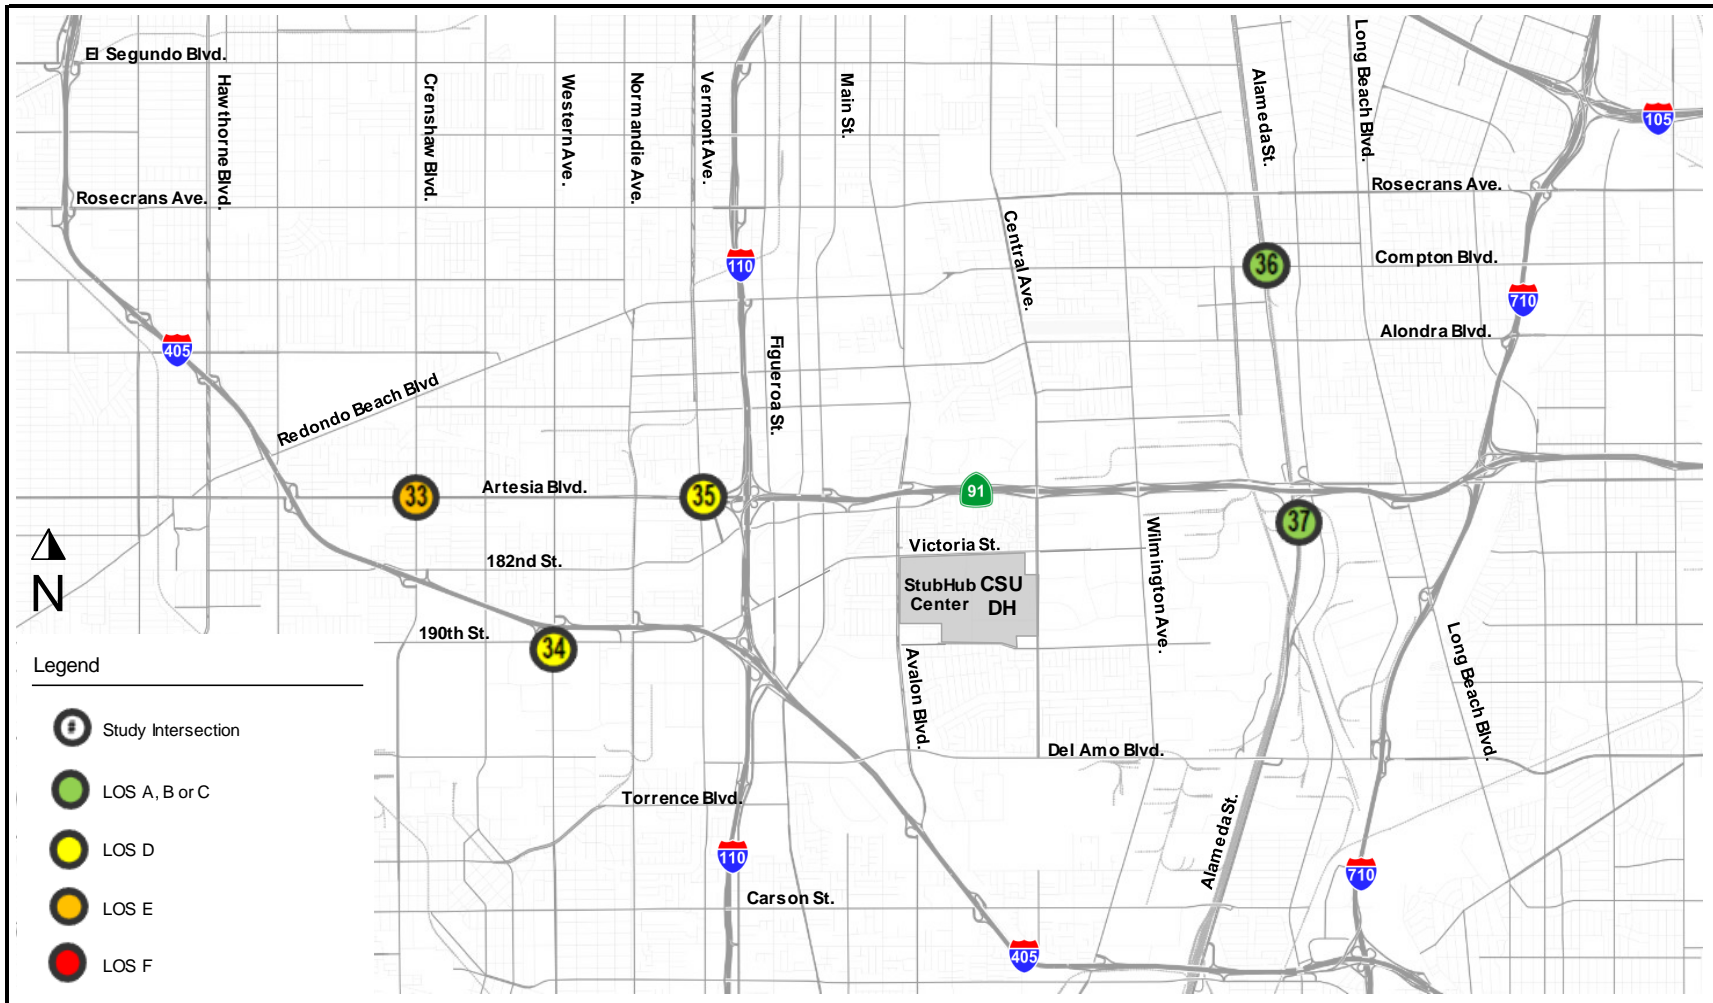 El Segundo Blvd.
Hawthorne Blvd.
Crenshaw Blvd.
Western Ave.
Normandie Ave.
Vermont Ave.
Main St.
Alameda St.
Long Beach Blvd.
105
Rosecrans Ave.
Rosecrans Ave.
Central Ave.
110
36
Compton Blvd.
710
Alondra Blvd.
405
Figueroa St.
Redondo Beach Blvd
33
Artesia Blvd.
35
91
37
Wilmington Ave.
Victoria St.
182nd St.
StubHub
Center
CSU
DH
N
190th St.
34
Avalon Blvd.
Long Beach Blvd.
Del Amo Blvd.
Torrence Blvd.
Alameda St.
110
710
Carson St.
405
Legend
#
Study Intersection
LOS A, B or C
LOS D
LOS E
LOS F